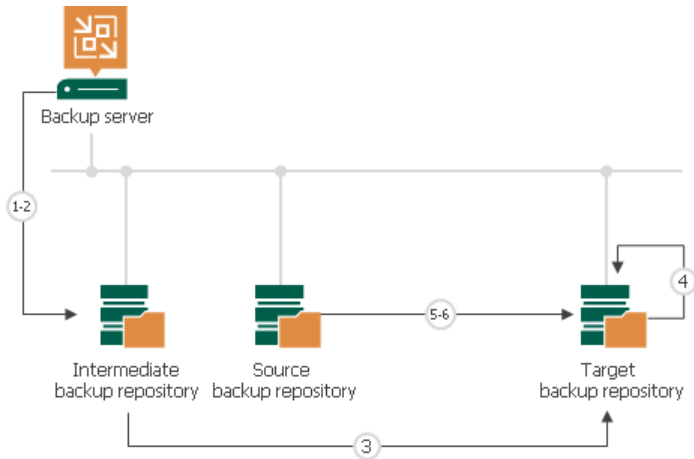 Backup server
1-2
4
5-6
Intermediate
backup repository
Source
backup repository
Target
backup repository
3